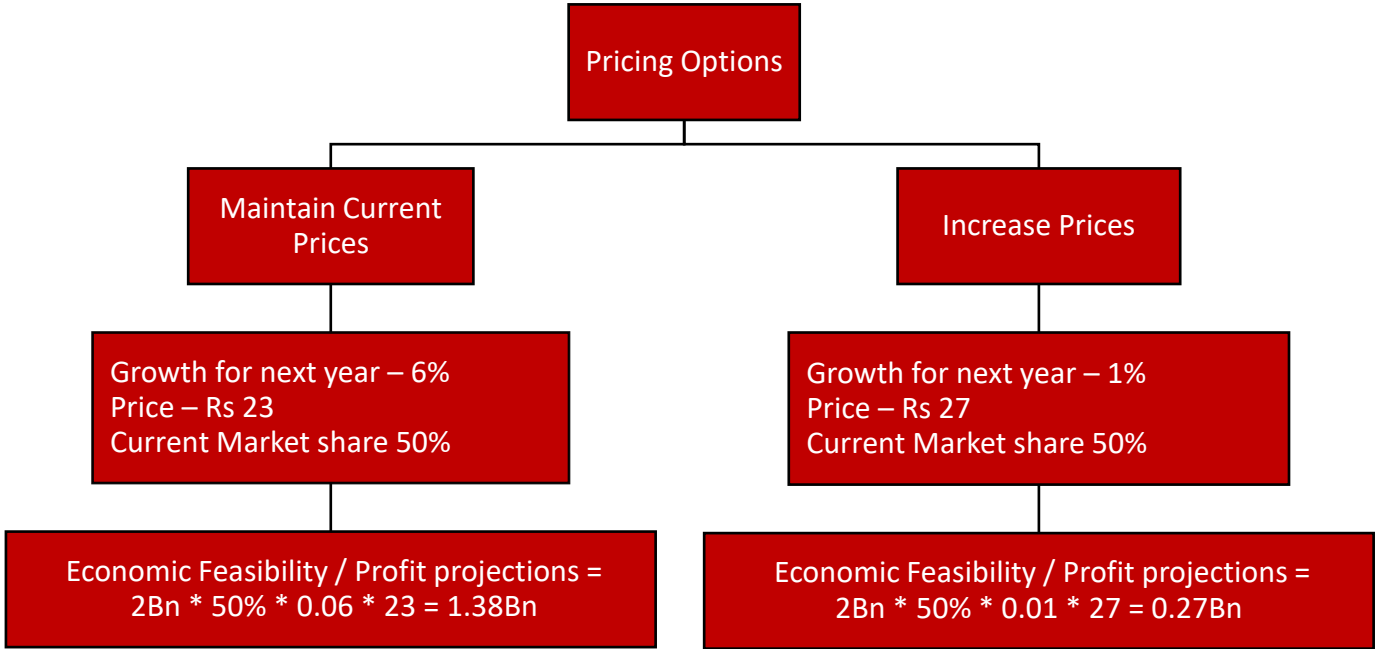 Pricing Options
Maintain Current
Prices
Increase Prices
Growth for next year – 6%
Price – Rs 23
Current Market share 50%
Growth for next year – 1%
Price – Rs 27
Current Market share 50%
Economic Feasibility / Profit projections =
2Bn * 50% * 0.06 * 23 = 1.38Bn
Economic Feasibility / Profit projections =
2Bn * 50% * 0.01 * 27 = 0.27Bn